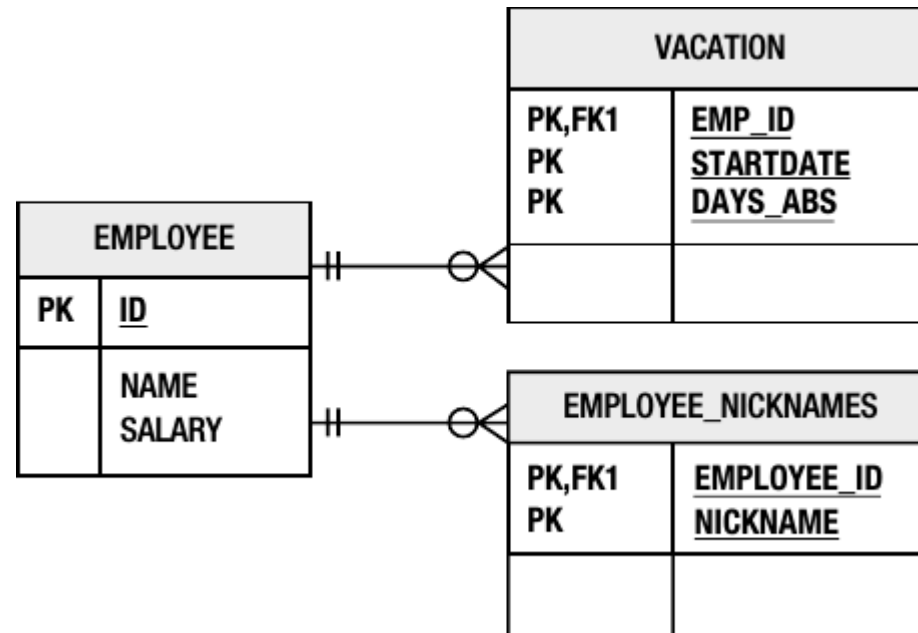 VACATION
PK,FK1 EMP_ID
PK STARTDATE
PK DAYS_ABS
EMPLOYEE
PK ID
NAME
SALARY
EMPLOYEE_NICKNAMES
PK,FK1 EMPLOYEE_ID
PK NICKNAME